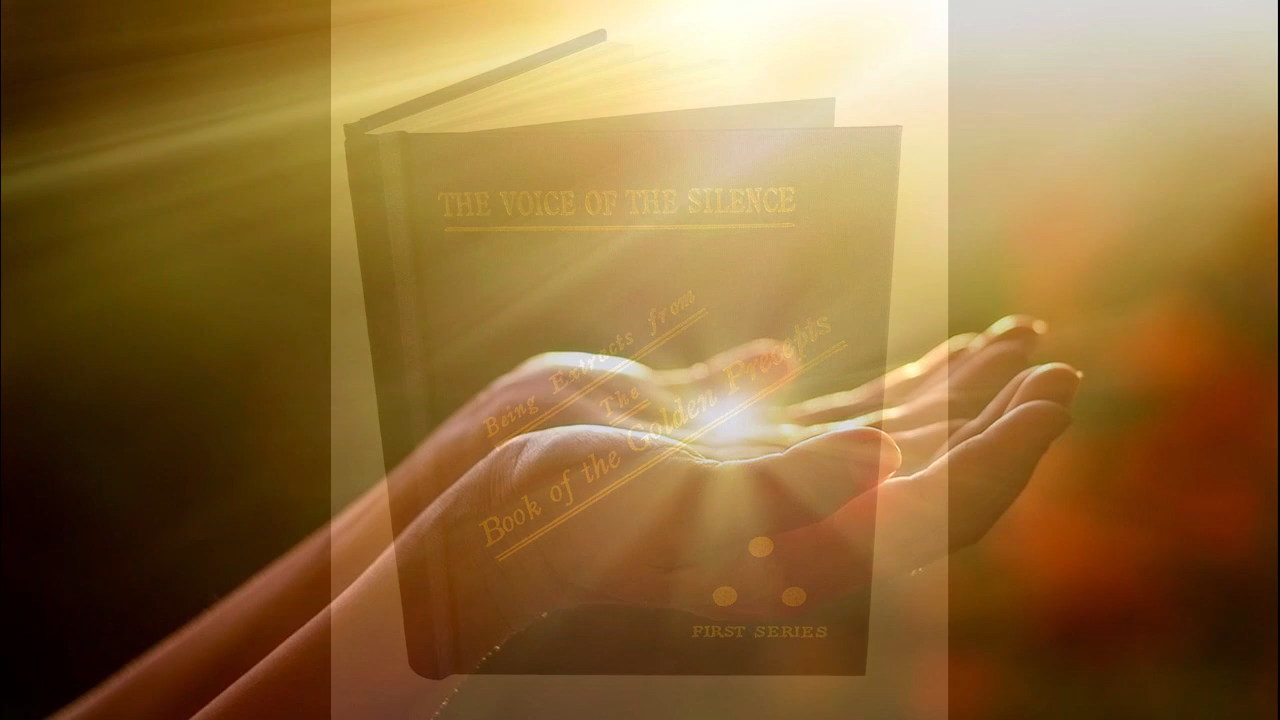 THE VOICE OF THE SILENCE
Being Extracts from
The
Book of the Golden Precepts
FIRST SERIES